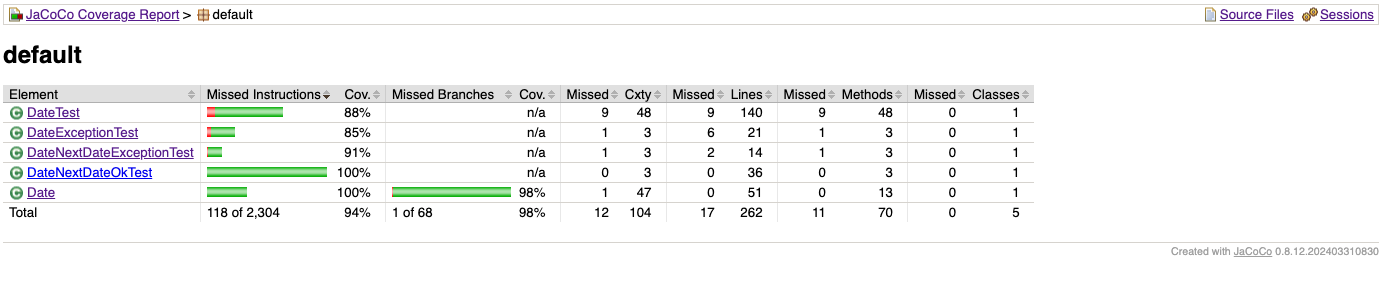 JaCoCo Coverage Report > default Source Files Sessions
default
Element Missed Instructions Cov. Missed Branches Cov. Missed Cxty Missed Lines Missed Methods Missed Classes
DateTest 88% n/a 9 48 9 140 9 48 0 1
DateExceptionTest 85% n/a 1 3 6 21 1 3 0 1
DateNextDateExceptionTest 91% n/a 1 3 2 14 1 3 0 1
DateNextDateOkTest 100% n/a 0 3 0 36 0 3 0 1
Date 100% 98% 1 47 0 51 0 13 0 1
Total 118 of 2,304 94% 1 of 68 98% 12 104 17 262 11 70 0 5
Created with JaCoCo 0.8.12.202403310830